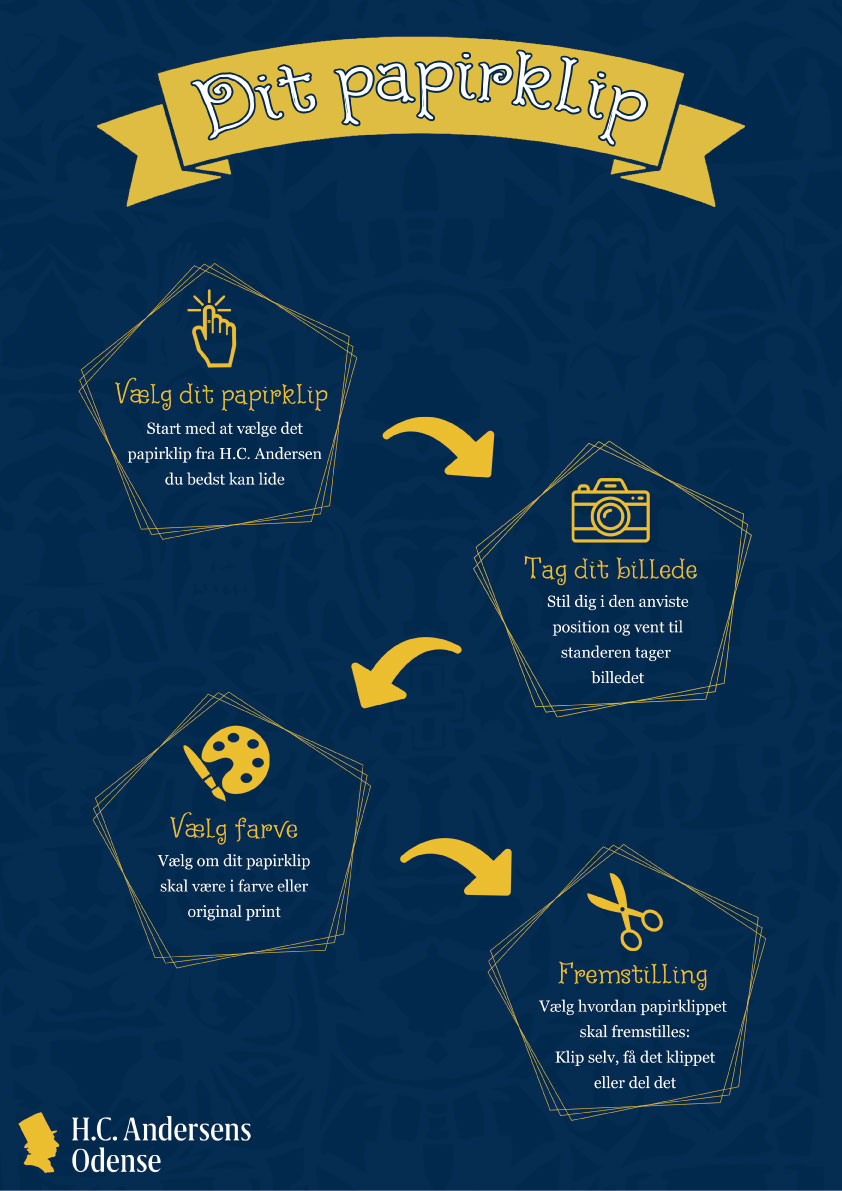 Dit papirklip
Vælg dit papirklip
Start med at vælge det
papirklip fra H.C. Andersen
du bedst kan lide
Tag dit billede
Stil dig i den anviste
position og vent til
standeren tager
billedet
Vælg farve
Vælg om dit papirklip
skal være i farve eller
original print
Fremstilling
Vælg hvordan papirklippet
skal fremstilles:
Klip selv, få det klippet
eller del det
H.C. Andersens
Odense